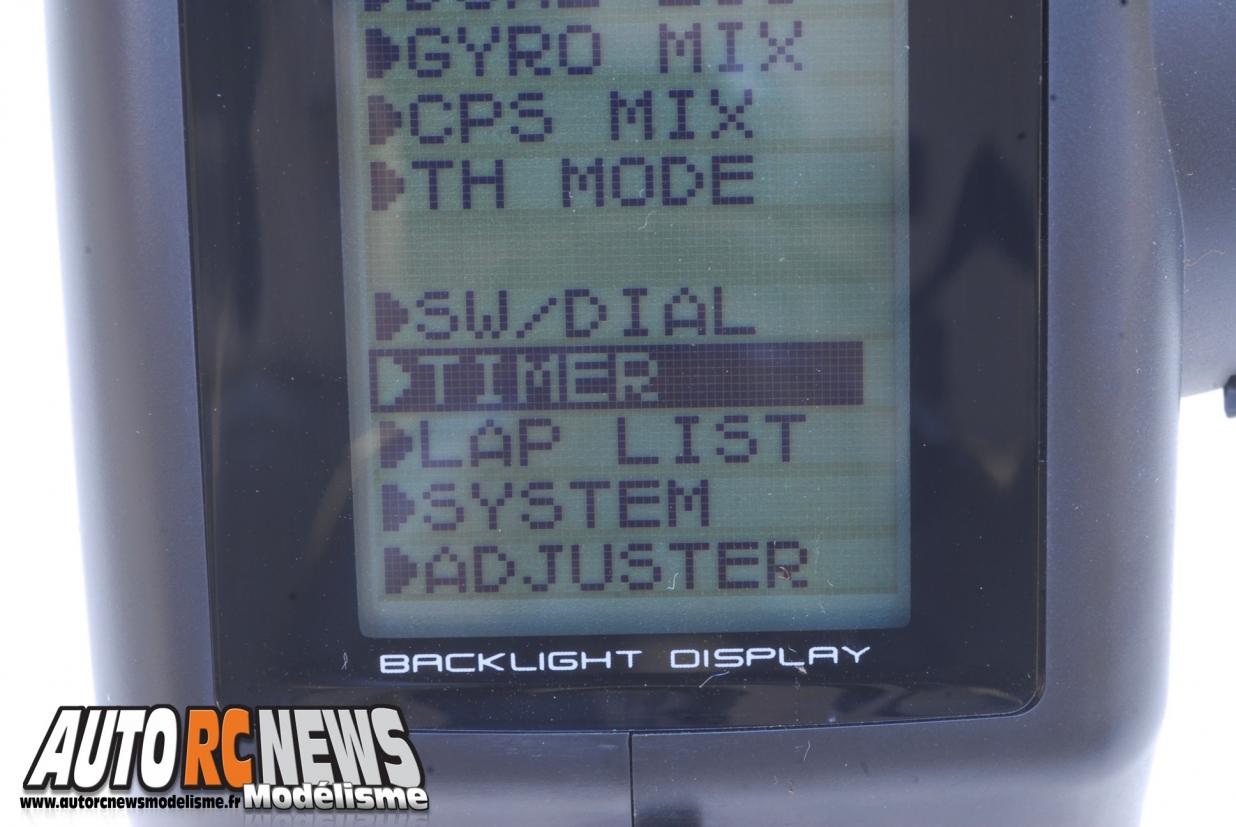 GYRO MIX
CPS MIX
TH MODE
SW/DIAL
TIMER
LAP LIST
SYSTEM
ADJUSTER
BACKLIGHT DISPLAY
AUTO RC NEWS
www.autorcnewsmodelisme.fr Modélisme